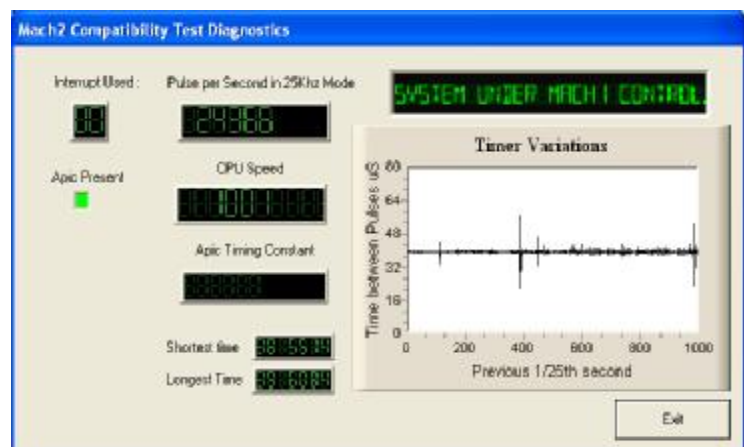 Mach2 Compatibility Test Diagnostics
Interrupt Used :
Pulse per Second in 25Khz Mode
SYSTEM UNDER MACH1 CONTROL.
24366
Apic Present
CPU Speed
1001
Apic Timing Constant
Shortest time
Longest Time
Timer Variations
Time between Pulses uS
80
64
48
32
16
0
0 200 400 600 800 1000
Previous 1/25th second
Exit